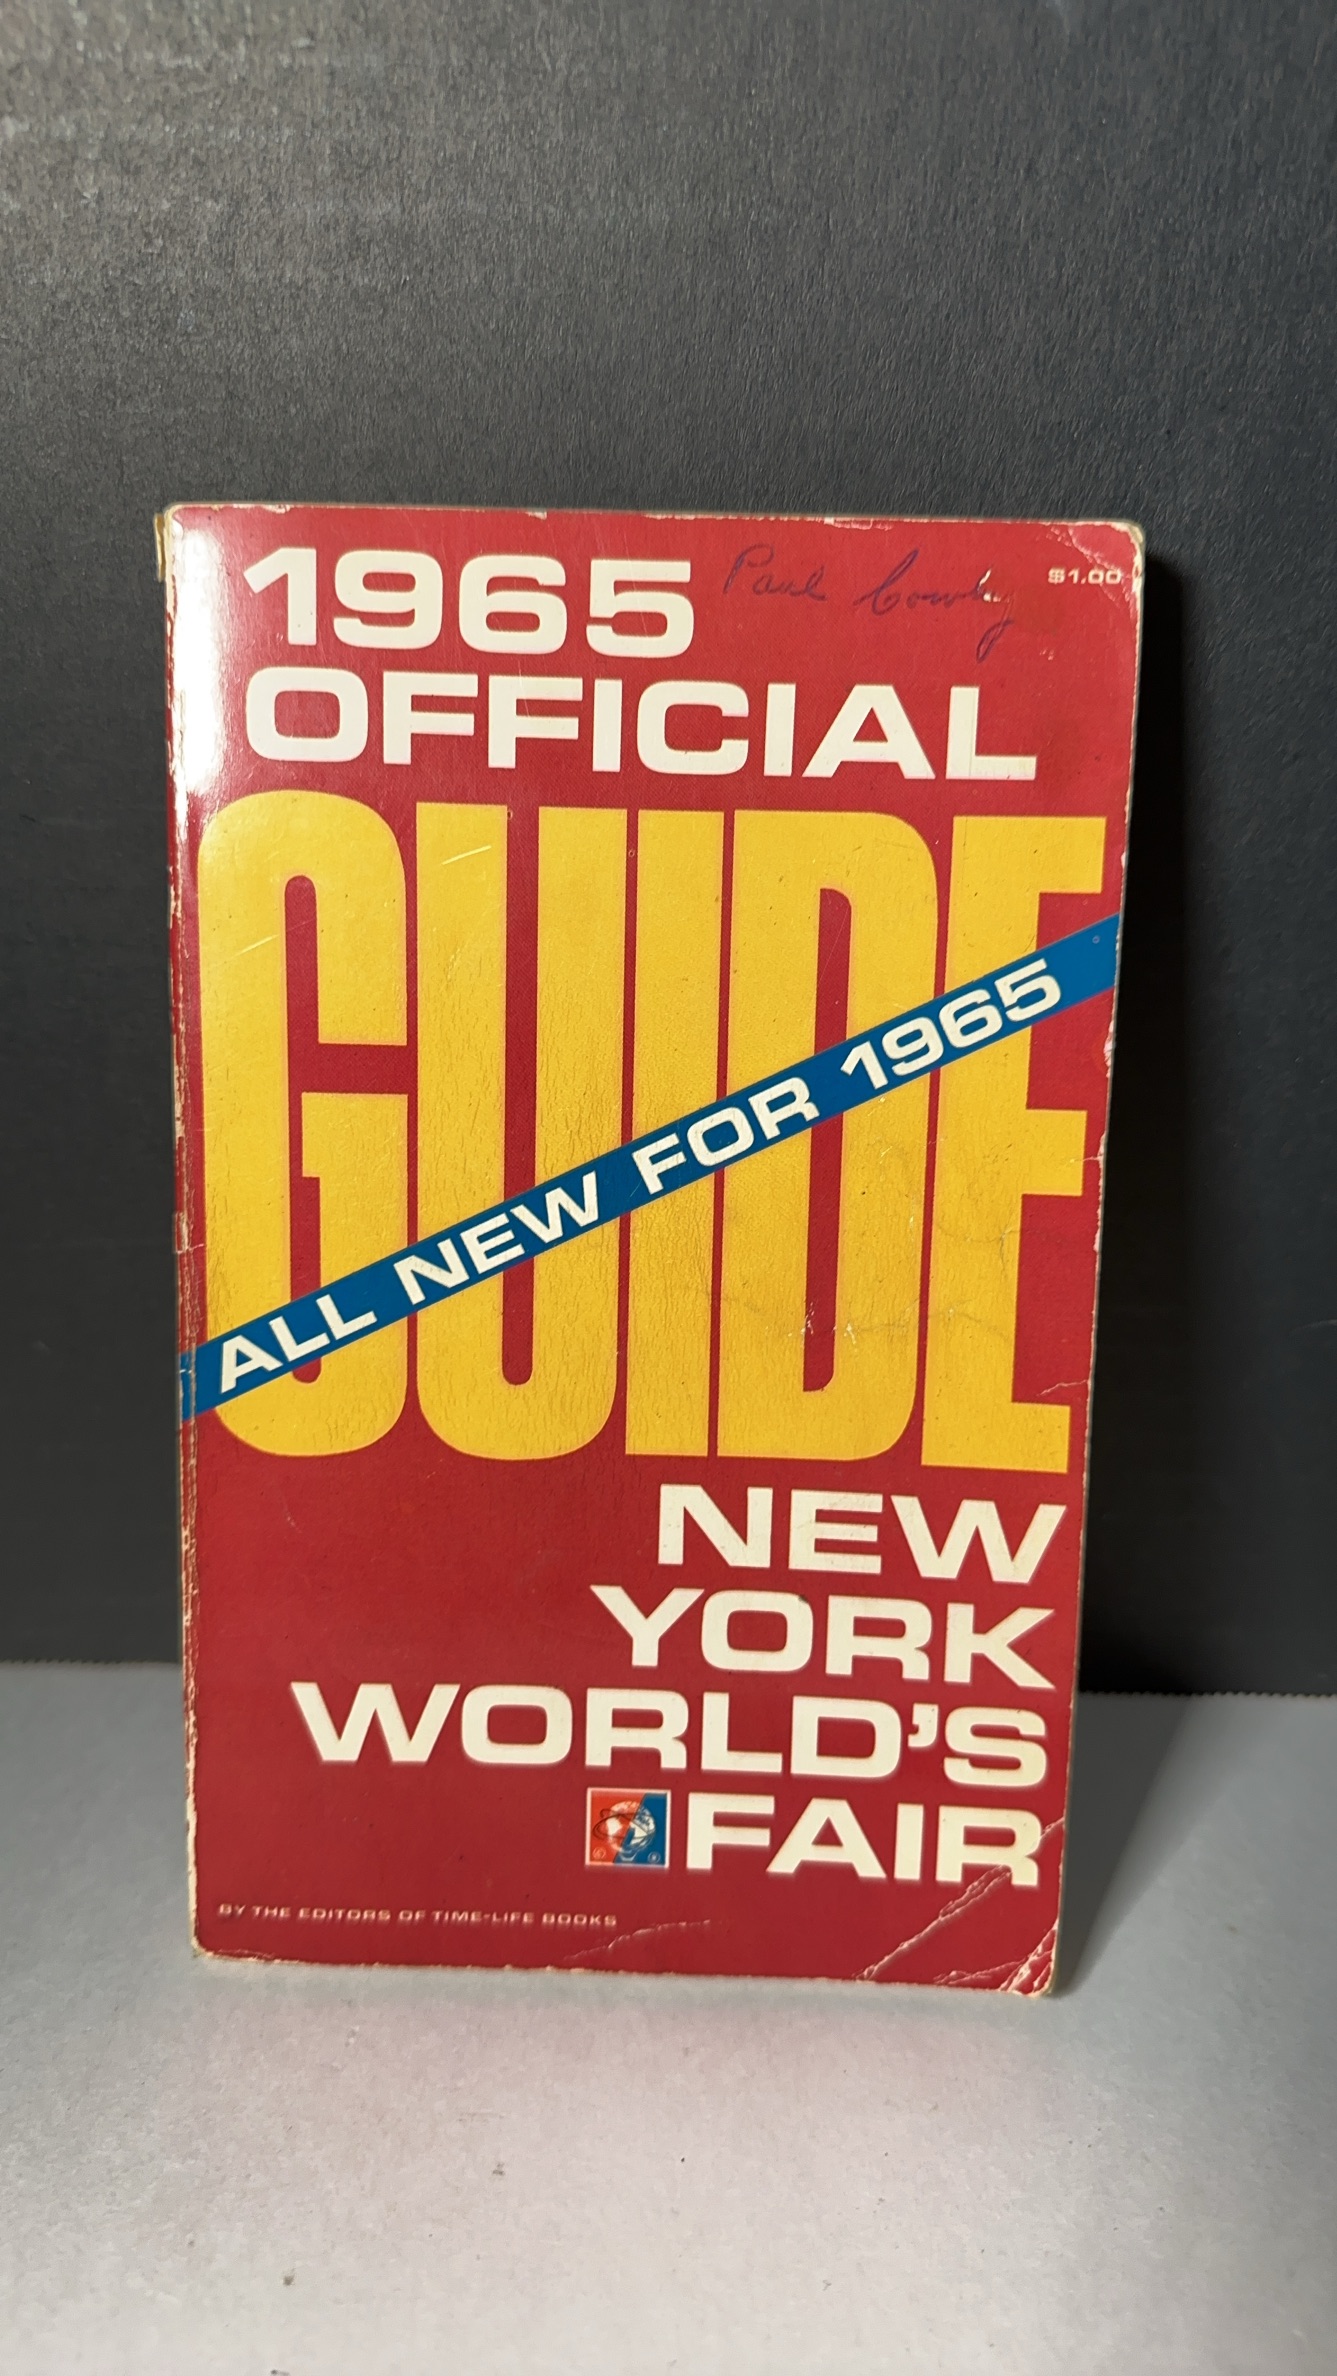 1965
Paul
$1.00
OFFICIAL
GUIDE
ALL NEW FOR 1965
NEW
YORK
WORLD'S
FAIR
BY THE EDITORS OF TIME-LIFE BOOKS